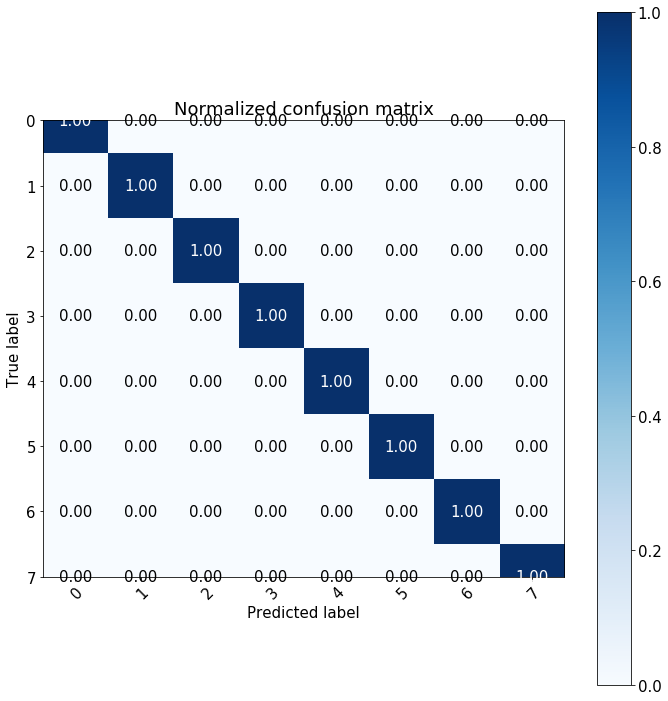 Normalized confusion matrix
0 1.00 0.00 0.00 0.00 0.00 0.00 0.00 0.00
1 0.00 1.00 0.00 0.00 0.00 0.00 0.00 0.00
2 0.00 0.00 1.00 0.00 0.00 0.00 0.00 0.00
3 0.00 0.00 0.00 1.00 0.00 0.00 0.00 0.00
4 0.00 0.00 0.00 0.00 1.00 0.00 0.00 0.00
5 0.00 0.00 0.00 0.00 0.00 1.00 0.00 0.00
6 0.00 0.00 0.00 0.00 0.00 0.00 1.00 0.00
7 0.00 0.00 0.00 0.00 0.00 0.00 0.00 1.00
0 1 2 3 4 5 6 7
Predicted label
True label
1.0
0.8
0.6
0.4
0.2
0.0